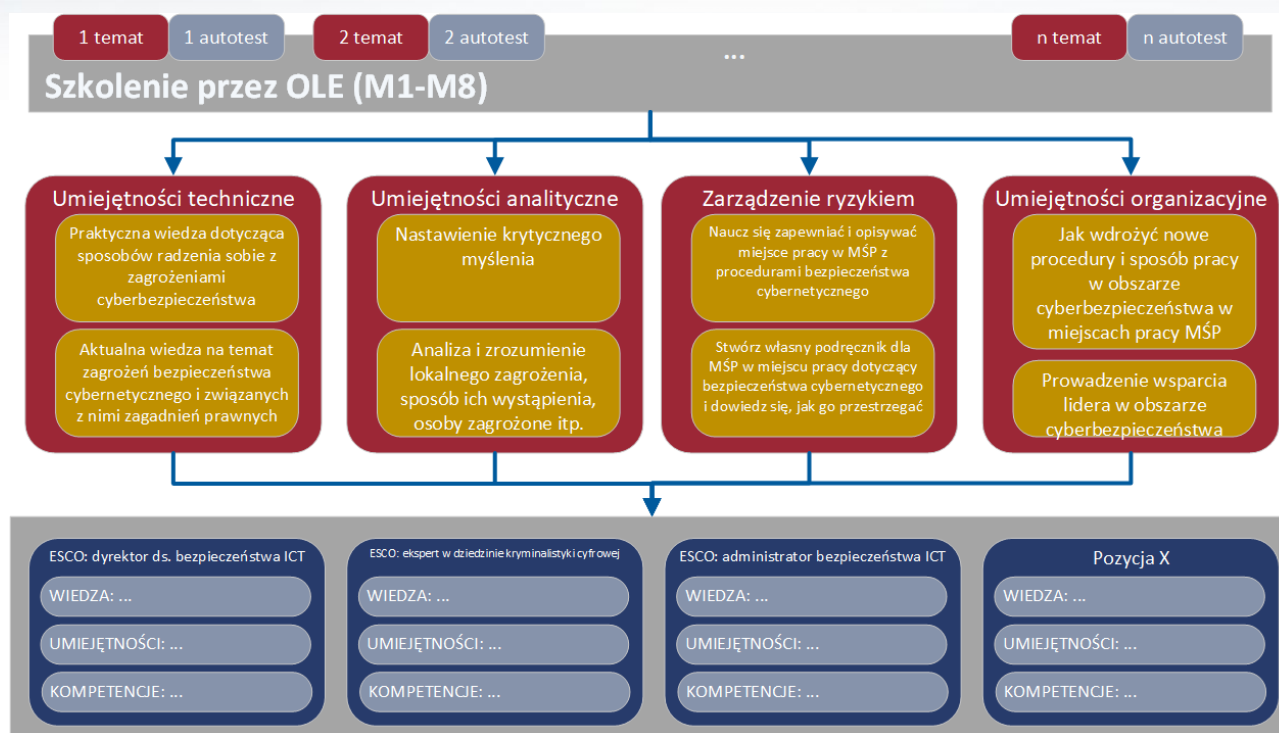 1 temat
1 autotest
2 temat
2 autotest
...
n temat
n autotest
Szkolenie przez OLE (M1-M8)
Umiejętności techniczne
Praktyczna wiedza dotycząca
sposobów radzenia sobie z
zagrożeniami
cyberbezpieczeństwa
Aktualna wiedza na temat
zagrożeń bezpieczeństwa
cybernetycznego i związanych
z nimi zagadnień prawnych
Umiejętności analityczne
Nastawienie krytycznego
myślenia
Analiza i zrozumienie
lokalnego zagrożenia,
sposób ich wystąpienia,
osoby zagrożone itp.
Zarządzenie ryzykiem
Naucz się zapewniać i opisywać
miejsce pracy w MŚP z
procedurami bezpieczeństwa
cybernetycznego
Stwórz własny podręcznik dla
MŚP w miejscu pracy dotyczący
bezpieczeństwa cybernetycznego
i dowiedz się, jak go przestrzegać
Umiejętności organizacyjne
Jak wdrożyć nowe
procedury i sposób pracy
w obszarze
cyberbezpieczeństwa w
miejscach pracy MŚP
Prowadzenie wsparcia
lidera w obszarze
cyberbezpieczeństwa
ESCO: dyrektor ds. bezpieczeństwa ICT
WIEDZA: ...
UMIEJĘTNOŚCI: ...
KOMPETENCJE: ...
ESCO: ekspert w dziedzinie kryminalistyki cyfrowej
WIEDZA: ...
UMIEJĘTNOŚCI: ...
KOMPETENCJE: ...
ESCO: administrator bezpieczeństwa ICT
WIEDZA: ...
UMIEJĘTNOŚCI: ...
KOMPETENCJE: ...
Pozycja X
WIEDZA: ...
UMIEJĘTNOŚCI: ...
KOMPETENCJE: ...